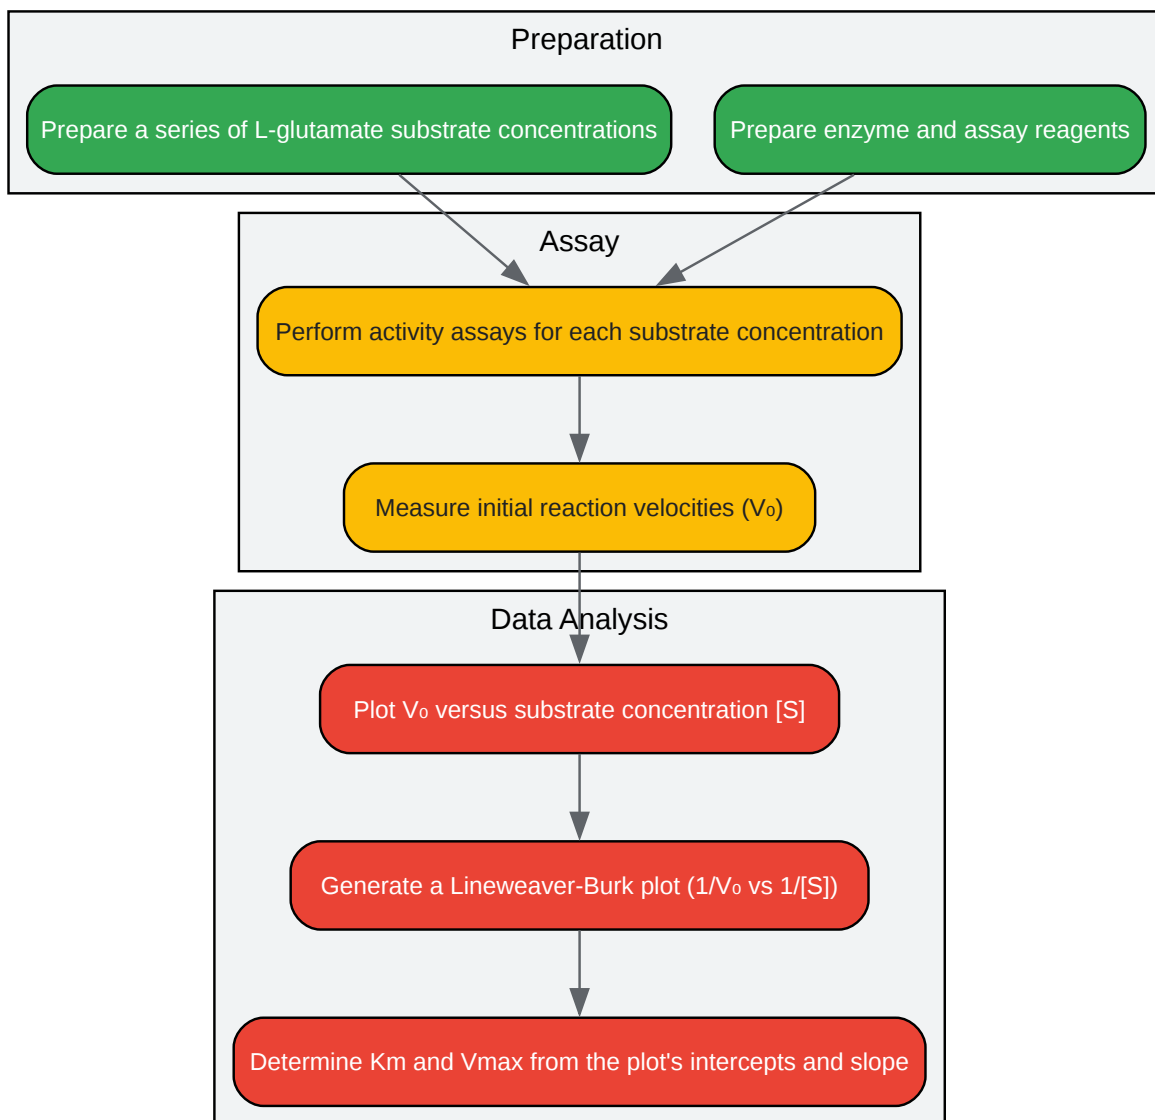 Preparation
Prepare a series of L-glutamate substrate concentrations
Prepare enzyme and assay reagents
Assay
Perform activity assays for each substrate concentration
Measure initial reaction velocities (V₀)
Data Analysis
Plot V₀ versus substrate concentration [S]
Generate a Lineweaver-Burk plot (1/V₀ vs 1/[S])
Determine Km and Vmax from the plot's intercepts and slope